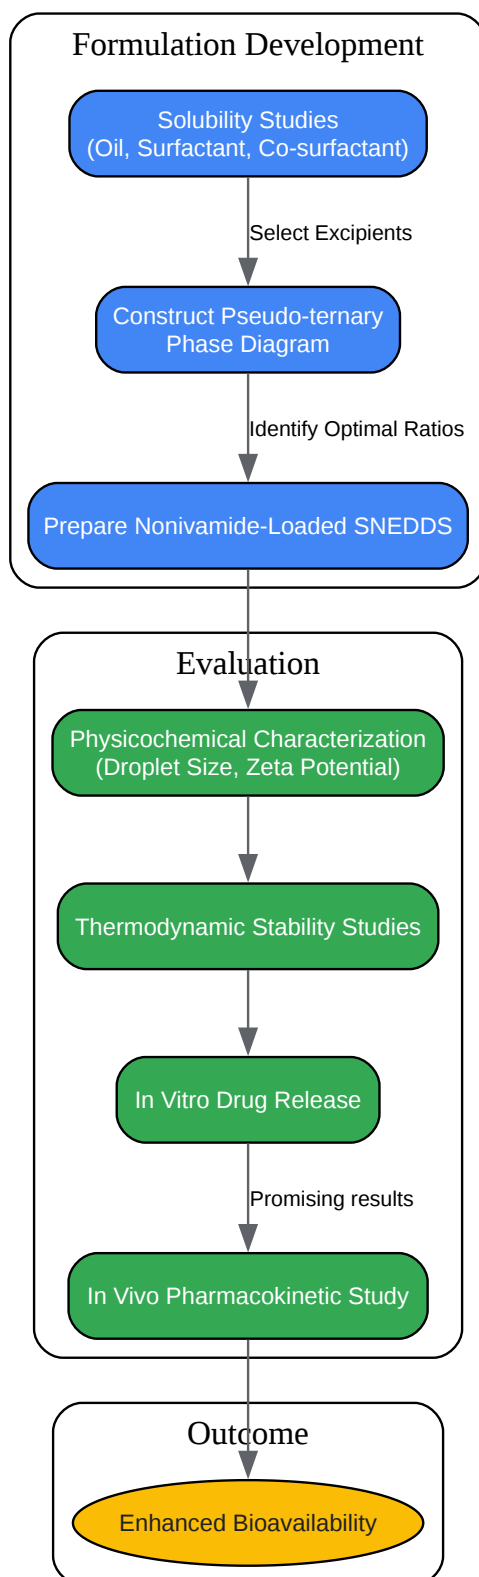 Formulation Development
Solubility Studies
(Oil, Surfactant, Co-surfactant)
Select Excipients
Construct Pseudo-ternary
Phase Diagram
Identify Optimal Ratios
Prepare Nonivamide-Loaded SNEDDS
Evaluation
Physicochemical Characterization
(Droplet Size, Zeta Potential)
Thermodynamic Stability Studies
In Vitro Drug Release
Promising results
In Vivo Pharmacokinetic Study
Outcome
Enhanced Bioavailability